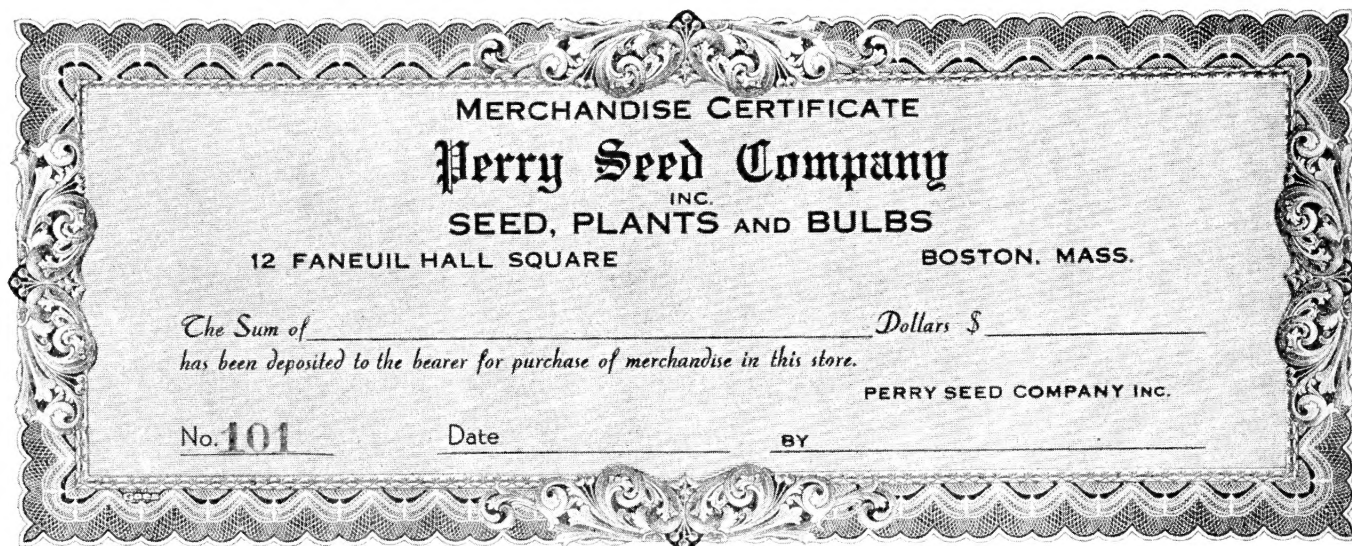 MERCHANDISE CERTIFICATE
Perry Seed Company
INC.
SEED, PLANTS AND BULBS
12 FANEUIL HALL SQUARE BOSTON, MASS.
The Sum of Dollars $
has been deposited to the bearer for purchase of merchandise in this store.
PERRY SEED COMPANY INC.
No. 101 Date BY